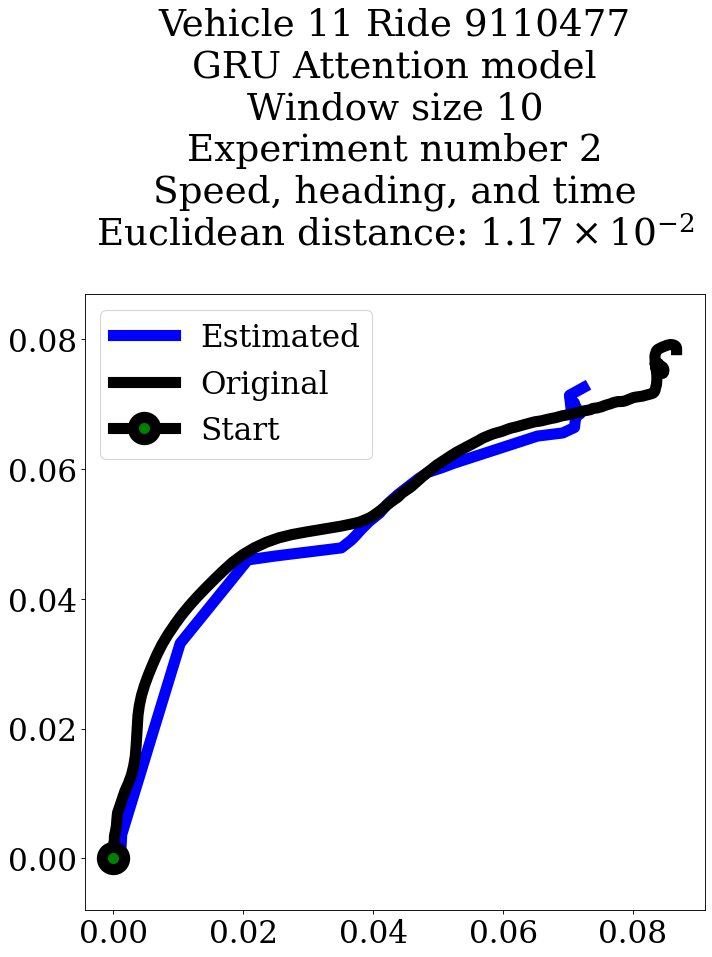 Vehicle 11 Ride 9110477
GRU Attention model
Window size 10
Experiment number 2
Speed, heading, and time
Euclidean distance: 1.17 × 10⁻²
Estimated
Original
Start
0.08
0.06
0.04
0.02
0.00
0.00 0.02 0.04 0.06 0.08